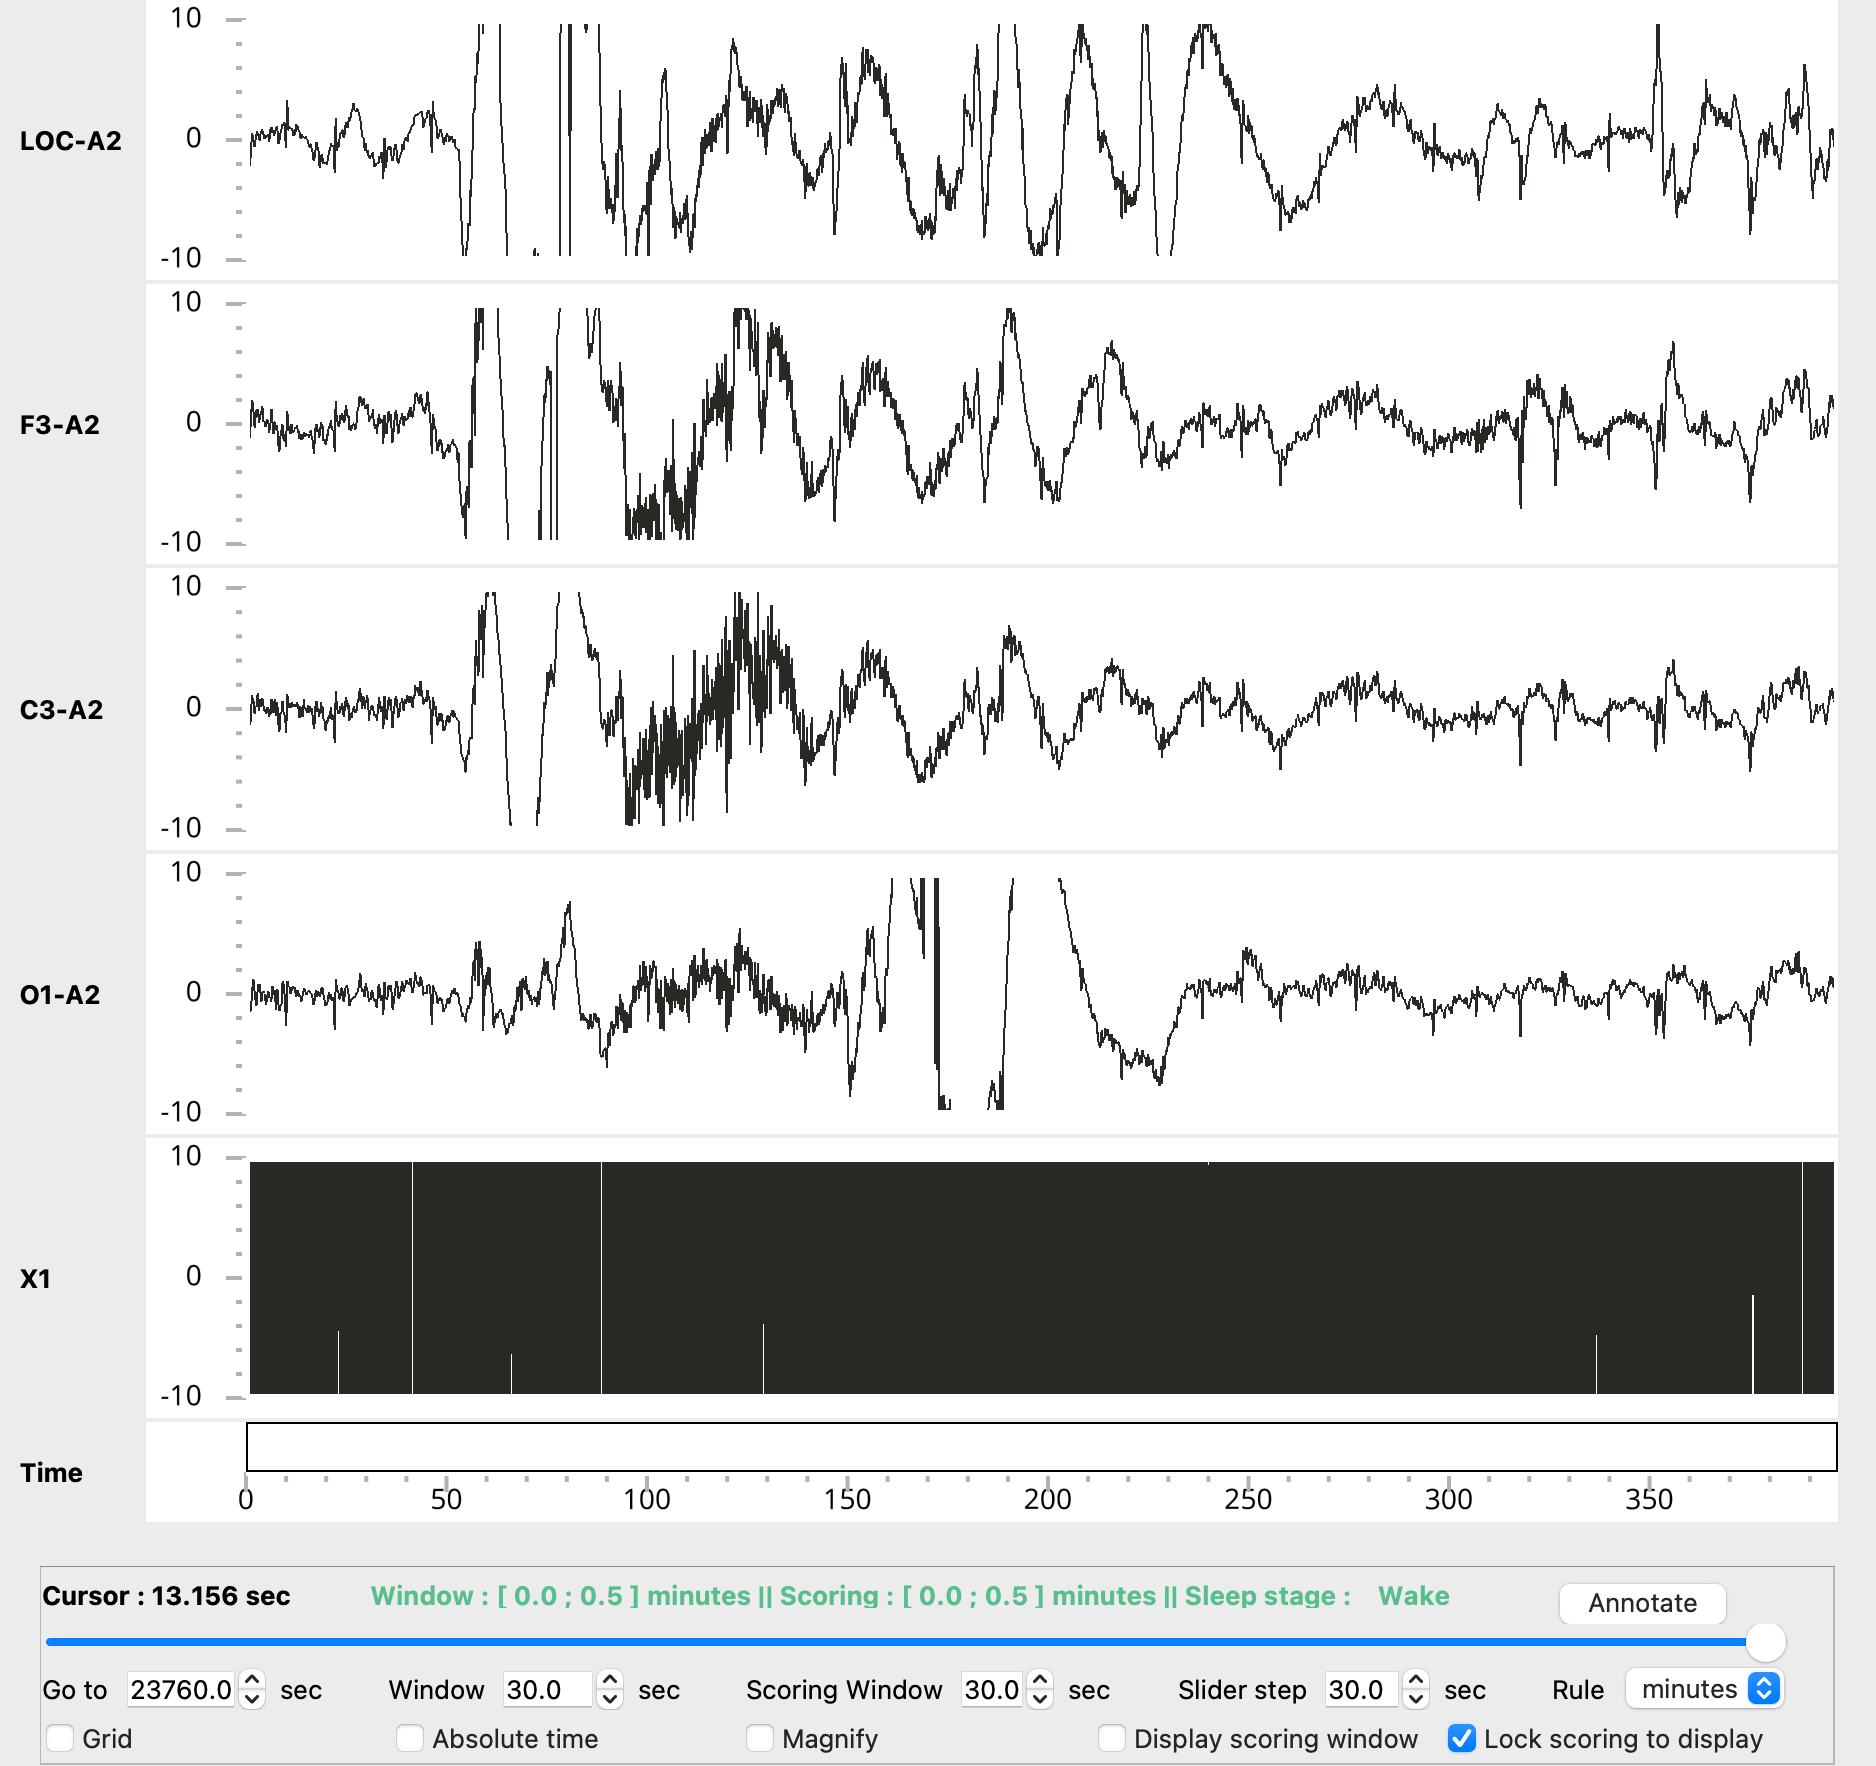 10
LOC-A2
0
-10
10
F3-A2
0
-10
10
C3-A2
0
-10
10
O1-A2
0
-10
10
X1
0
-10
Time
0 50 100 150 200 250 300 350
Cursor : 13.156 sec Window : [ 0.0 ; 0.5 ] minutes || Scoring : [ 0.0 ; 0.5 ] minutes || Sleep stage : Wake Annotate
Go to 23760.0 sec Window 30.0 sec Scoring Window 30.0 sec Slider step 30.0 sec Rule minutes
Grid Absolute time Magnify Display scoring window Lock scoring to display